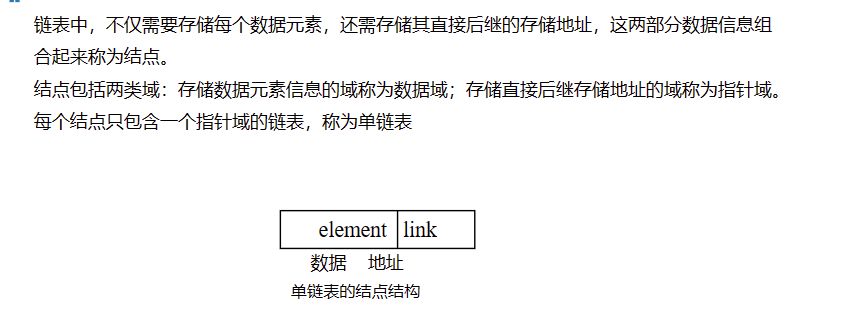 链表中，不仅需要存储每个数据元素，还需存储其直接后继的存储地址，这两部分数据信息组
合起来称为结点。
结点包括两类域：存储数据元素信息的域称为数据域；存储直接后继存储地址的域称为指针域。
每个结点只包含一个指针域的链表，称为单链表
element link
数据 地址
单链表的结点结构